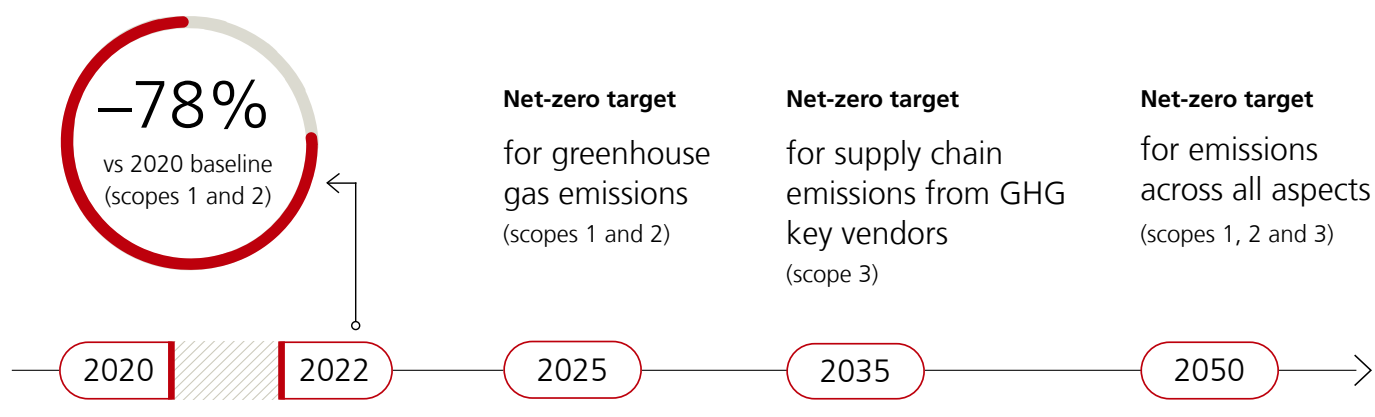 –78%
vs 2020 baseline
(scopes 1 and 2)
Net-zero target
for greenhouse
gas emissions
(scopes 1 and 2)
Net-zero target
for supply chain
emissions from GHG
key vendors
(scope 3)
Net-zero target
for emissions
across all aspects
(scopes 1, 2 and 3)
2020
2022
2025
2035
2050